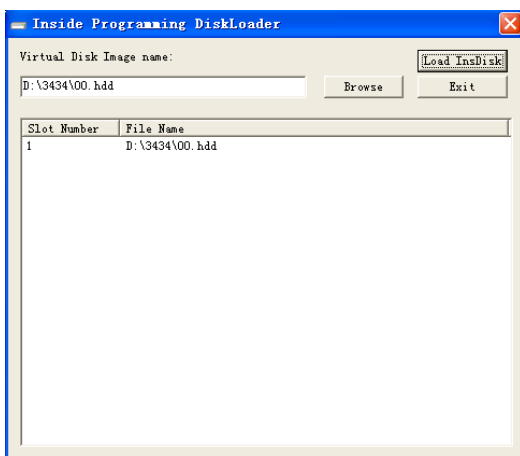 Inside Programming DiskLoader
Virtual Disk Image name:
Load InsDisk
D:\3434\00.hdd
Browse
Exit
Slot Number File Name
1 D:\3434\00.hdd